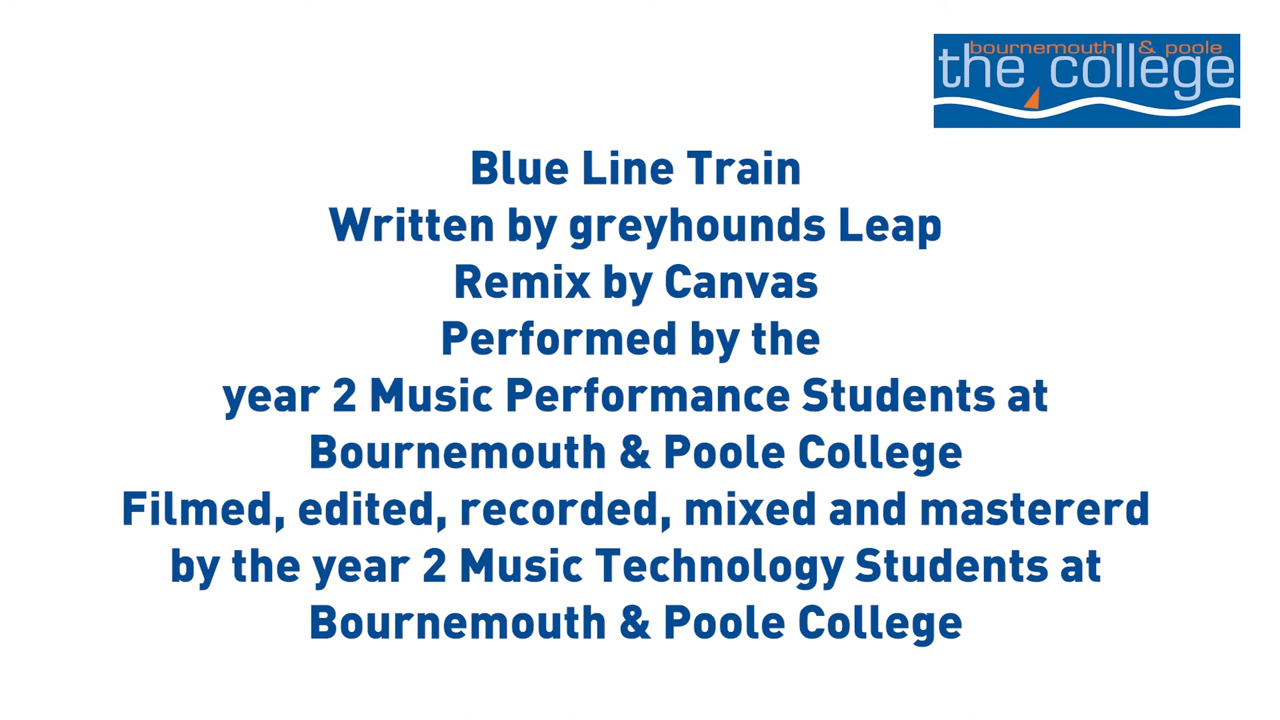 bournemouth & poole
the college
Blue Line Train
Written by greyhounds Leap
Remix by Canvas
Performed by the
year 2 Music Performance Students at
Bournemouth & Poole College
Filmed, edited, recorded, mixed and mastererd
by the year 2 Music Technology Students at
Bournemouth & Poole College